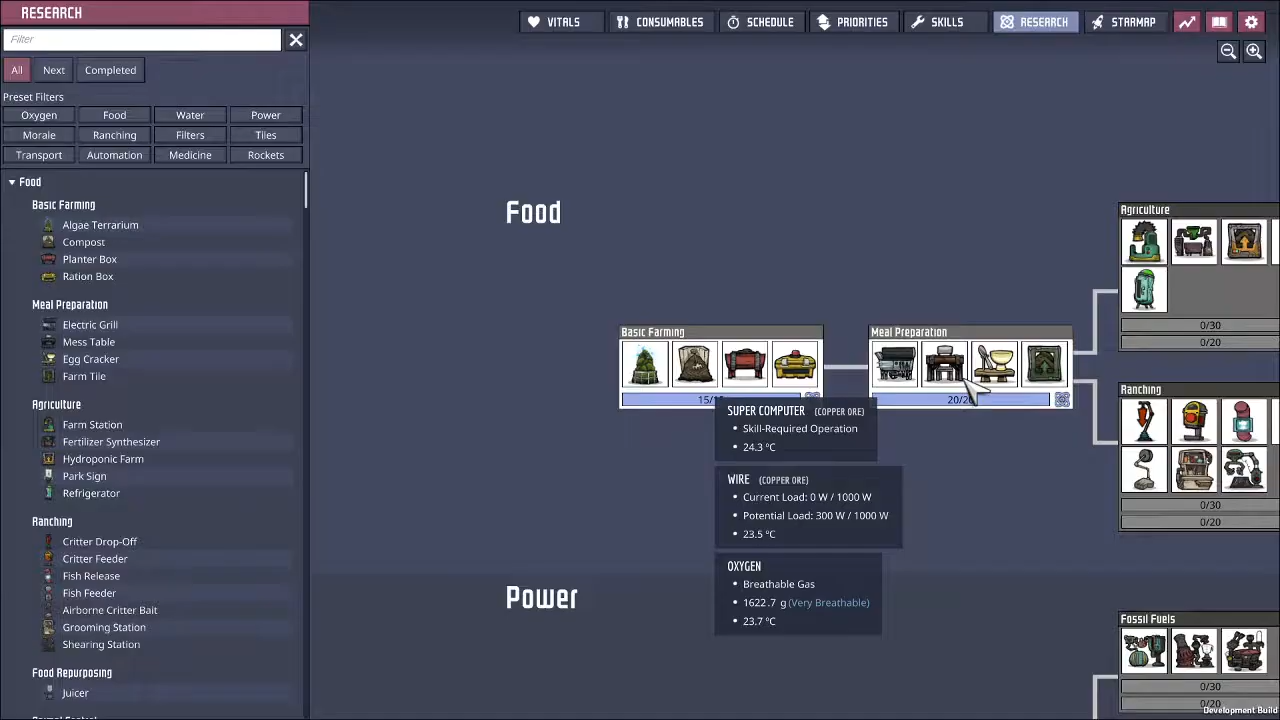 RESEARCH
VITALS
CONSUMABLES
SCHEDULE
PRIORITIES
SKILLS
RESEARCH
STARMAP
Filter
All
Next
Completed
Preset Filters
Oxygen
Food
Water
Power
Morale
Ranching
Filters
Tiles
Transport
Automation
Medicine
Rockets
Food
Basic Farming
Algae Terrarium
Compost
Planter Box
Ration Box
Meal Preparation
Electric Grill
Mess Table
Egg Cracker
Farm Tile
Agriculture
Farm Station
Fertilizer Synthesizer
Hydroponic Farm
Park Sign
Refrigerator
Ranching
Critter Drop-Off
Critter Feeder
Fish Release
Fish Feeder
Airborne Critter Bait
Grooming Station
Shearing Station
Food Repurposing
Juicer
Food
Basic Farming
Meal Preparation
20/20
SUPER COMPUTER (COPPER ORE)
• Skill-Required Operation
• 24.3 ºC
WIRE (COPPER ORE)
• Current Load: 0 W / 1000 W
• Potential Load: 300 W / 1000 W
• 23.5 ºC
OXYGEN
• Breathable Gas
• 1622.7 g (Very Breathable)
• 23.7 ºC
Agriculture
0/30
0/20
Ranching
0/30
0/20
Power
Fossil Fuels
0/30
Development Build